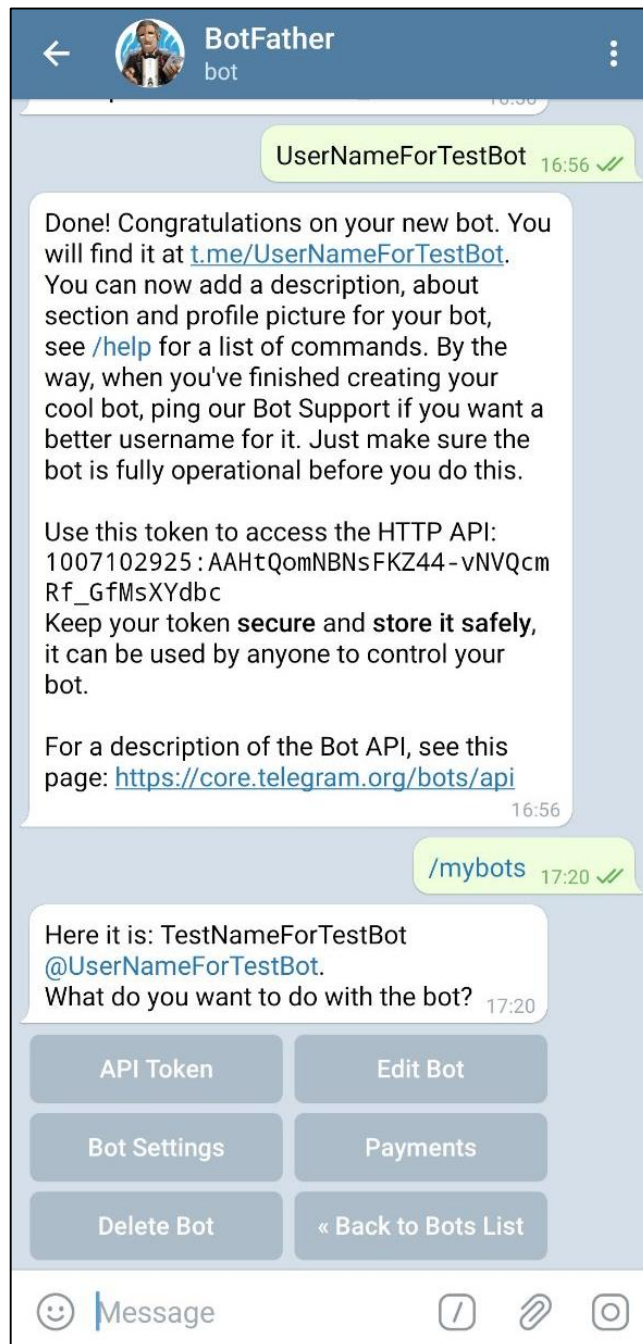 BotFather
bot
UserNameForTestBot 16:56
Done! Congratulations on your new bot. You
will find it at t.me/UserNameForTestBot.
You can now add a description, about
section and profile picture for your bot,
see /help for a list of commands. By the
way, when you've finished creating your
cool bot, ping our Bot Support if you want a
better username for it. Just make sure the
bot is fully operational before you do this.
Use this token to access the HTTP API:
1007102925:AAHtQomNBNsFKZ44-vNVQcm
Rf_GfMsXYdbc
Keep your token secure and store it safely,
it can be used by anyone to control your
bot.
For a description of the Bot API, see this
page: https://core.telegram.org/bots/api
16:56
/mybots 17:20
Here it is: TestNameForTestBot
@UserNameForTestBot.
What do you want to do with the bot? 17:20
API Token Edit Bot
Bot Settings Payments
Delete Bot « Back to Bots List
Message